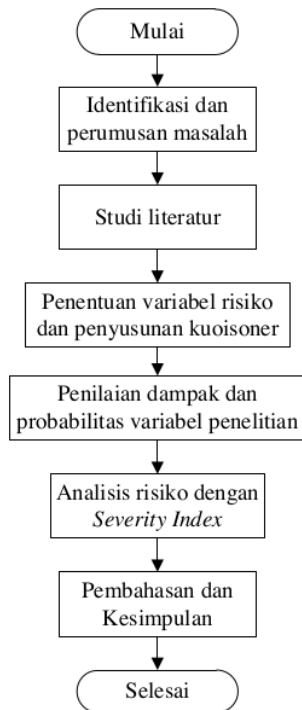 Mulai
Identifikasi dan
perumusan masalah
Studi literatur
Penentuan variabel risiko
dan penyusunan kuoisoner
Penilaian dampak dan
probabilitas variabel penelitian
Analisis risiko dengan
Severity Index
Pembahasan dan
Kesimpulan
Selesai